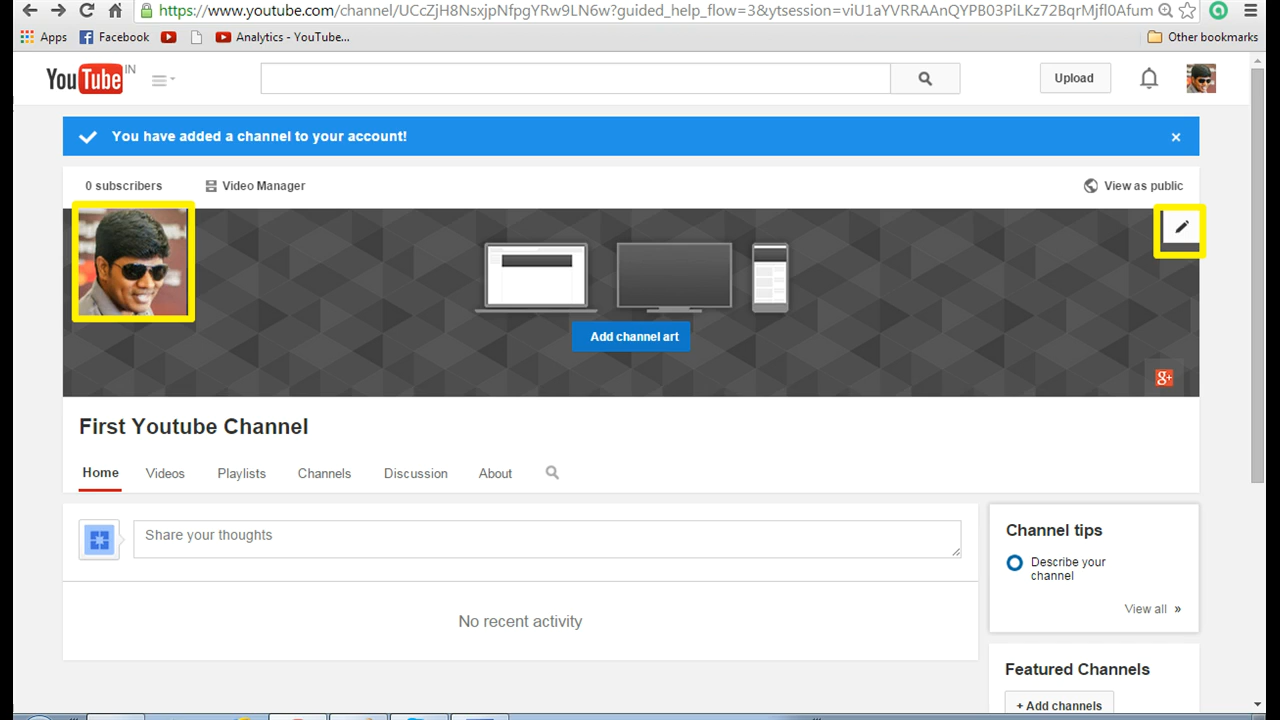 https://www.youtube.com/channel/UCcZjH8NsxjpNfpgYRw9LN6w?guided_help_flow=3&ytsession=viU1aYVRRAAnQYPB03PiLKz72BqrMjfl0Afum
Apps Facebook Analytics - YouTube... Other bookmarks
YouTube IN Upload
You have added a channel to your account!
0 subscribers Video Manager View as public
Add channel art
g+
First Youtube Channel
Home Videos Playlists Channels Discussion About
Share your thoughts
No recent activity
Channel tips
Describe your
channel
View all »
Featured Channels
+ Add channels